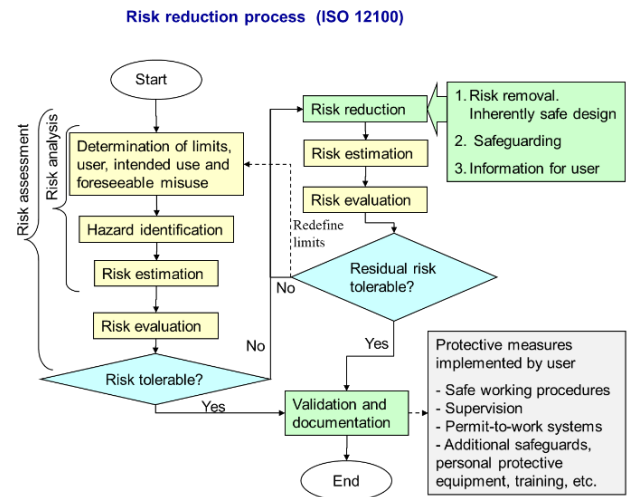 Risk reduction process (ISO 12100)
Start
Risk assessment
Risk analysis
Determination of limits,
user, intended use and
foreseeable misuse
Hazard identification
Risk estimation
Risk evaluation
Risk tolerable?
No
Yes
Risk reduction
Risk estimation
Risk evaluation
Redefine
limits
Residual risk
tolerable?
No
Yes
1. Risk removal.
Inherently safe design
2. Safeguarding
3. Information for user
Validation and
documentation
End
Protective measures
implemented by user
- Safe working procedures
- Supervision
- Permit-to-work systems
- Additional safeguards,
personal protective
equipment, training, etc.